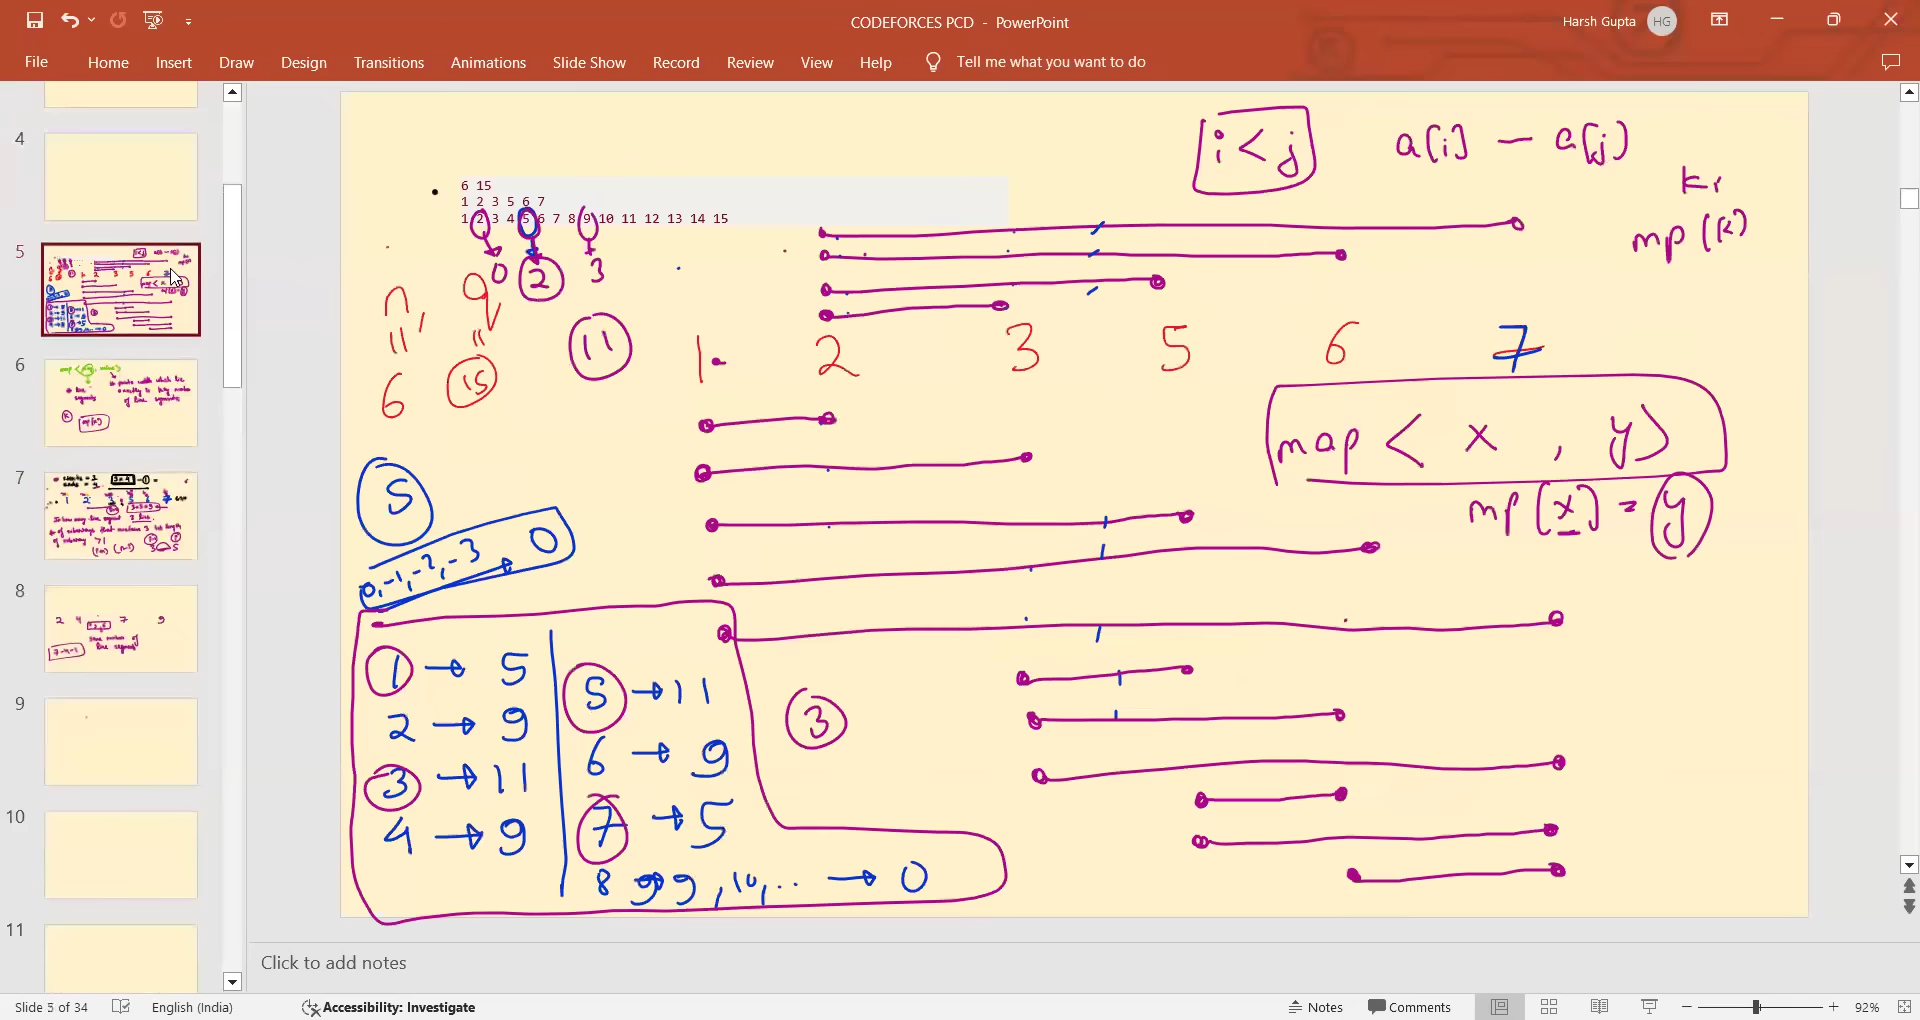 CODEFORCES PCD - PowerPoint
Harsh Gupta HG
File Home Insert Draw Design Transitions Animations Slide Show Record Review View Help Tell me what you want to do
4
5
6
7
8
9
10
11
i < j
a[i] - a[j]
6 15
1 2 3 5 6 7
1 2 3 4 5 6 7 8 9 10 11 12 13 14 15
mp[k]
0 2 3
n, q
6 15
11
1 2 3 5 6 7
map < x , y >
mp[x] = y
5
0,-1,-2,-3 → 0
1 → 5
2 → 9
3 → 11
4 → 9
5 → 11
6 → 9
7 → 5
8 , 9 , 10, .. → 0
3
Click to add notes
Slide 5 of 34 English (India) Accessibility: Investigate Notes Comments 92%